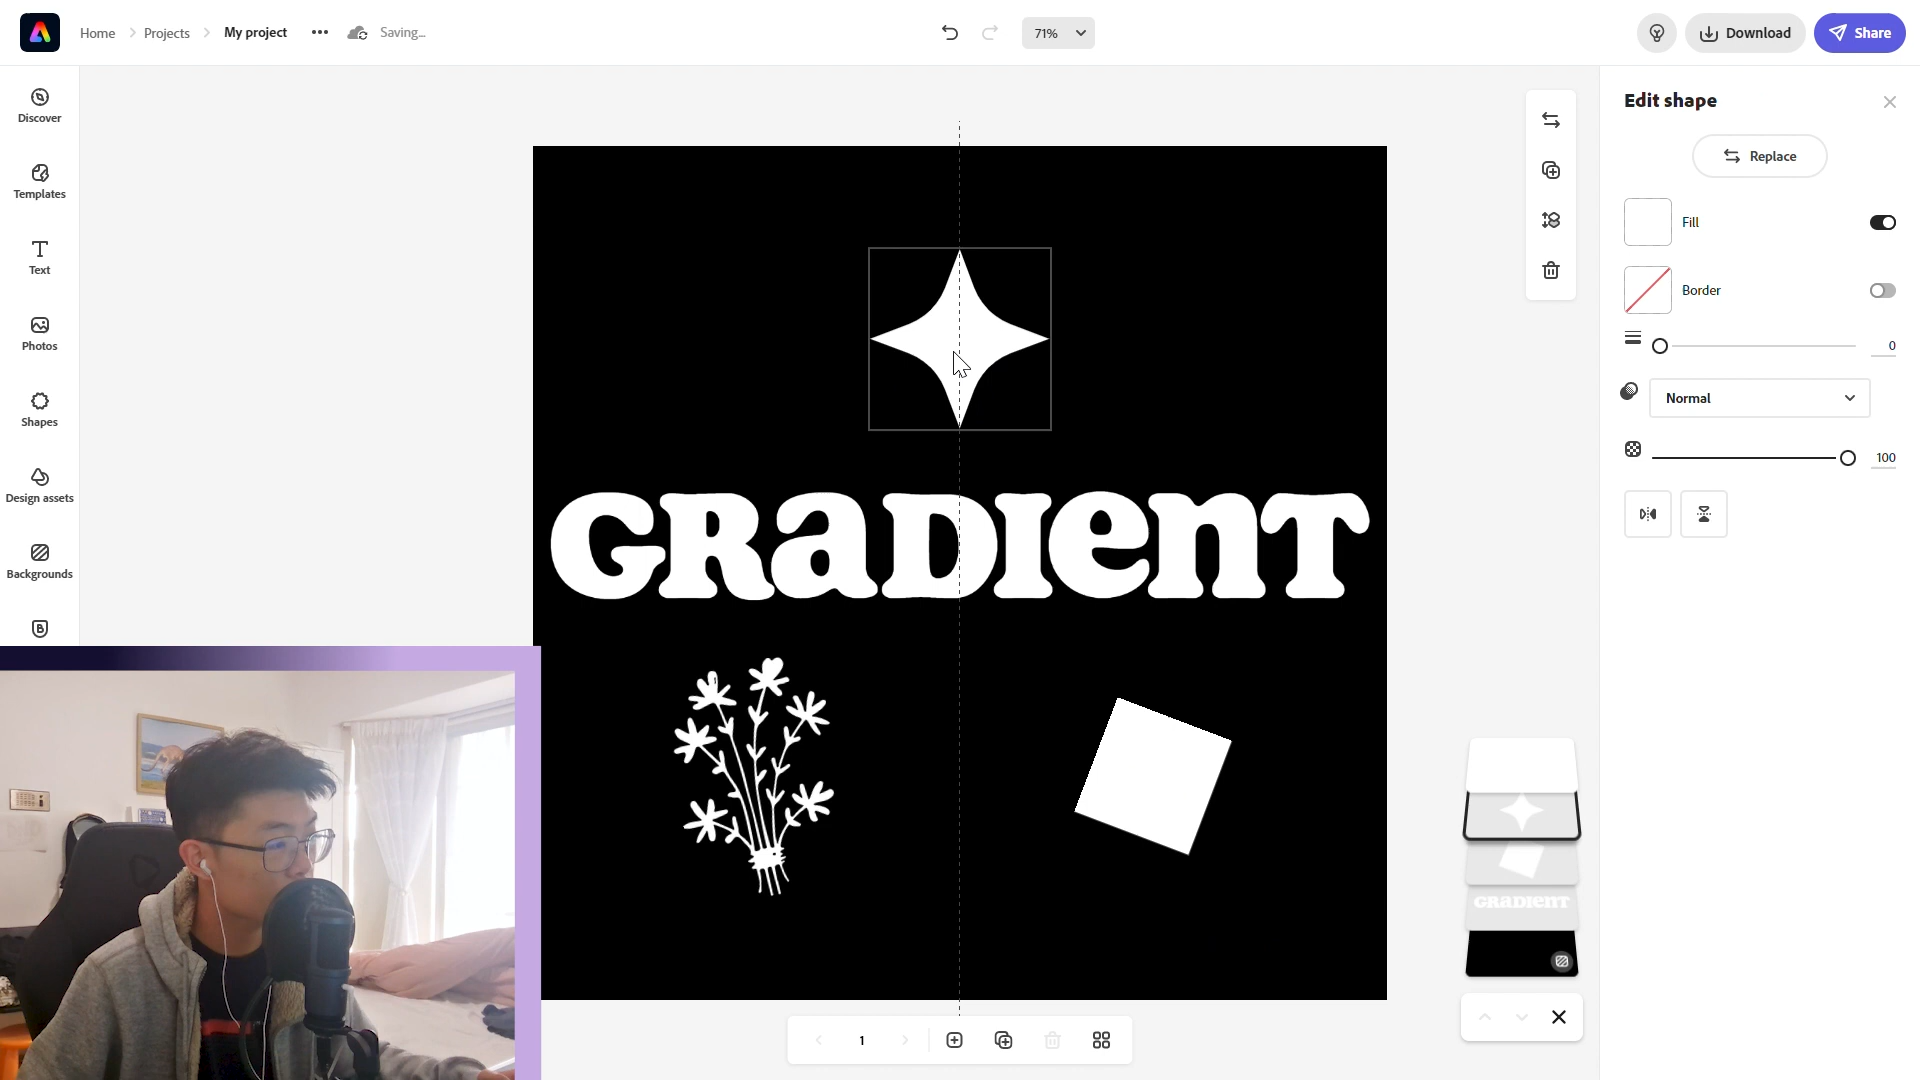 Home
Projects
My project
Saving...
71%
Download
Share
Discover
Templates
Text
Photos
Shapes
Design assets
Backgrounds
B
GRaDIenT
1
Edit shape
Replace
Fill
Border
0
Normal
100
GRaDIenT